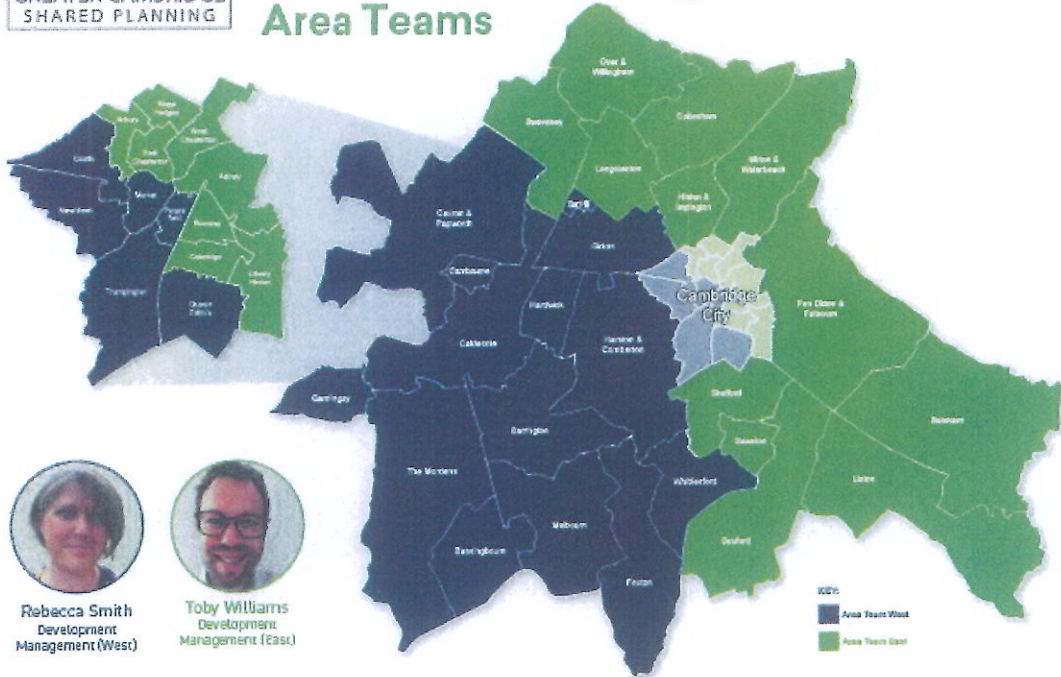 GREATER CAMBRIDGE
SHARED PLANNING
Area Teams
Over &
Willingham
Swavesey
Cottenham
Longstanton
Milton &
Waterbeach
Histon &
Impington
Bar Hill
Girton
Caxton &
Papworth
Cambourne
Hardwick
Caldecote
Harston &
Comberton
Gamlingay
Barrington
The Mordens
Bassingbourn
Melbourn
Foxton
Whittlesford
Duxford
Sawston
Shelford
Linton
Balsham
Fen Ditton &
Fulbourn
Cambridge
City
Arbury
Kings
Hedges
West
Chesterton
East
Chesterton
Castle
Newnham
Market
Abbey
Romsey
Coleridge
Cherry
Hinton
Trumpington
Queen
Edith's
Rebecca Smith
Development
Management (West)
Toby Williams
Development
Management (East)
KEY:
Area Team West
Area Team East